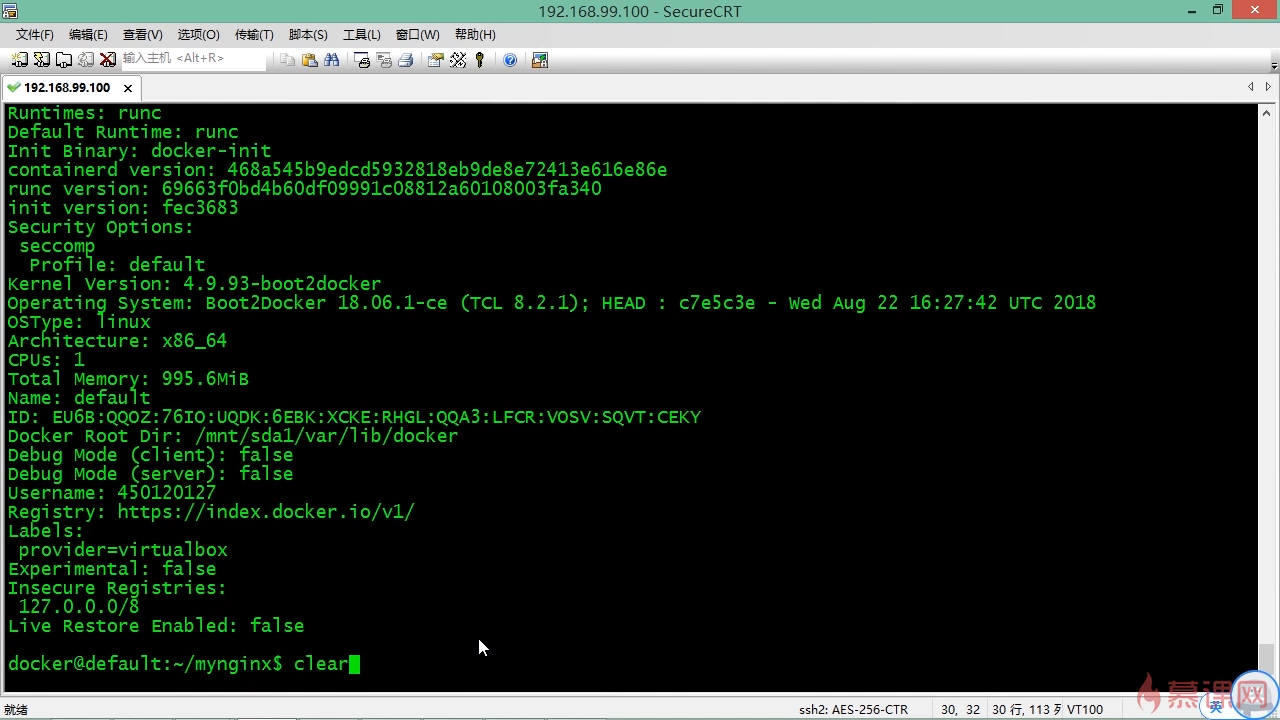 192.168.99.100 - SecureCRT
文件(F) 编辑(E) 查看(V) 选项(O) 传输(T) 脚本(S) 工具(L) 窗口(W) 帮助(H)
输入主机 <Alt+R>
192.168.99.100
Runtimes: runc
Default Runtime: runc
Init Binary: docker-init
containerd version: 468a545b9edcd5932818eb9de8e72413e616e86e
runc version: 69663f0bd4b60df09991c08812a60108003fa340
init version: fec3683
Security Options:
seccomp
Profile: default
Kernel Version: 4.9.93-boot2docker
Operating System: Boot2Docker 18.06.1-ce (TCL 8.2.1); HEAD : c7e5c3e - Wed Aug 22 16:27:42 UTC 2018
OSType: linux
Architecture: x86_64
CPUs: 1
Total Memory: 995.6MiB
Name: default
ID: EU6B:QQOZ:76IO:UQDK:6EBK:XCKE:RHGL:QQA3:LFCR:VOSV:SQVT:CEKY
Docker Root Dir: /mnt/sda1/var/lib/docker
Debug Mode (client): false
Debug Mode (server): false
Username: 450120127
Registry: https://index.docker.io/v1/
Labels:
provider=virtualbox
Experimental: false
Insecure Registries:
127.0.0.0/8
Live Restore Enabled: false
docker@default:~/mynginx$ clear
慕课网
英
就绪 ssh2: AES-256-CTR 30, 32 30 行, 113 列 VT100